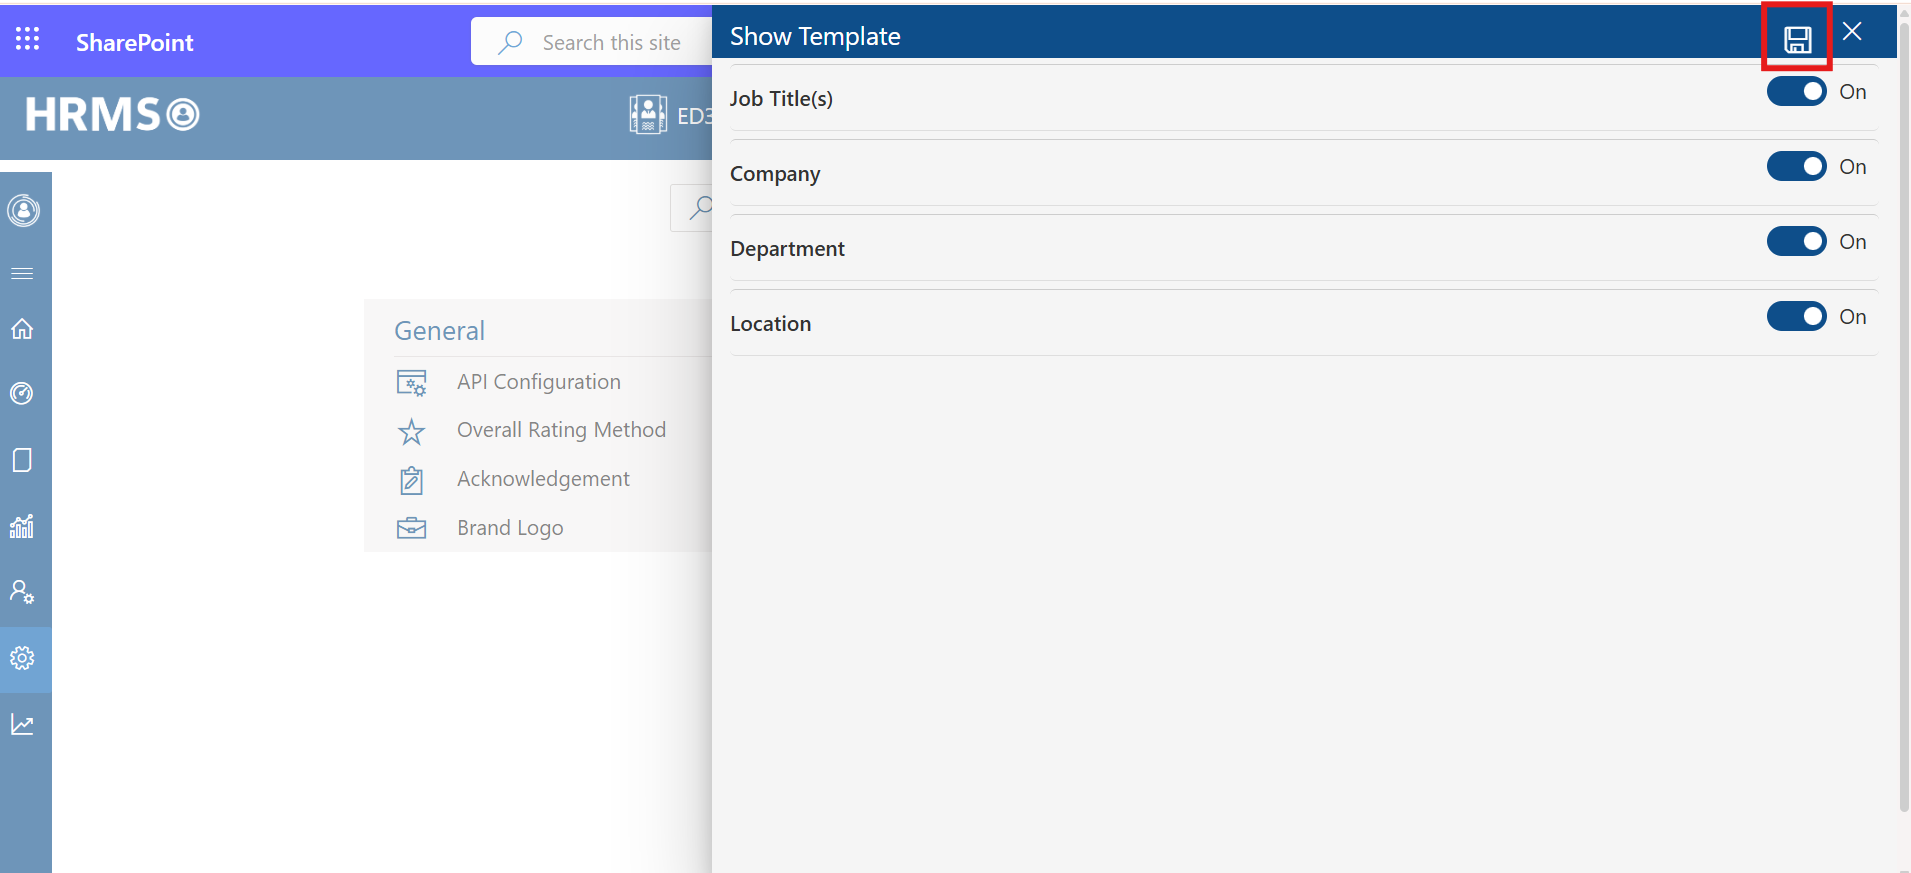 SharePoint
Search this site
Show Template
HRMS
ED3
Job Title(s)
On
Company
On
Department
On
Location
On
General
API Configuration
Overall Rating Method
Acknowledgement
Brand Logo